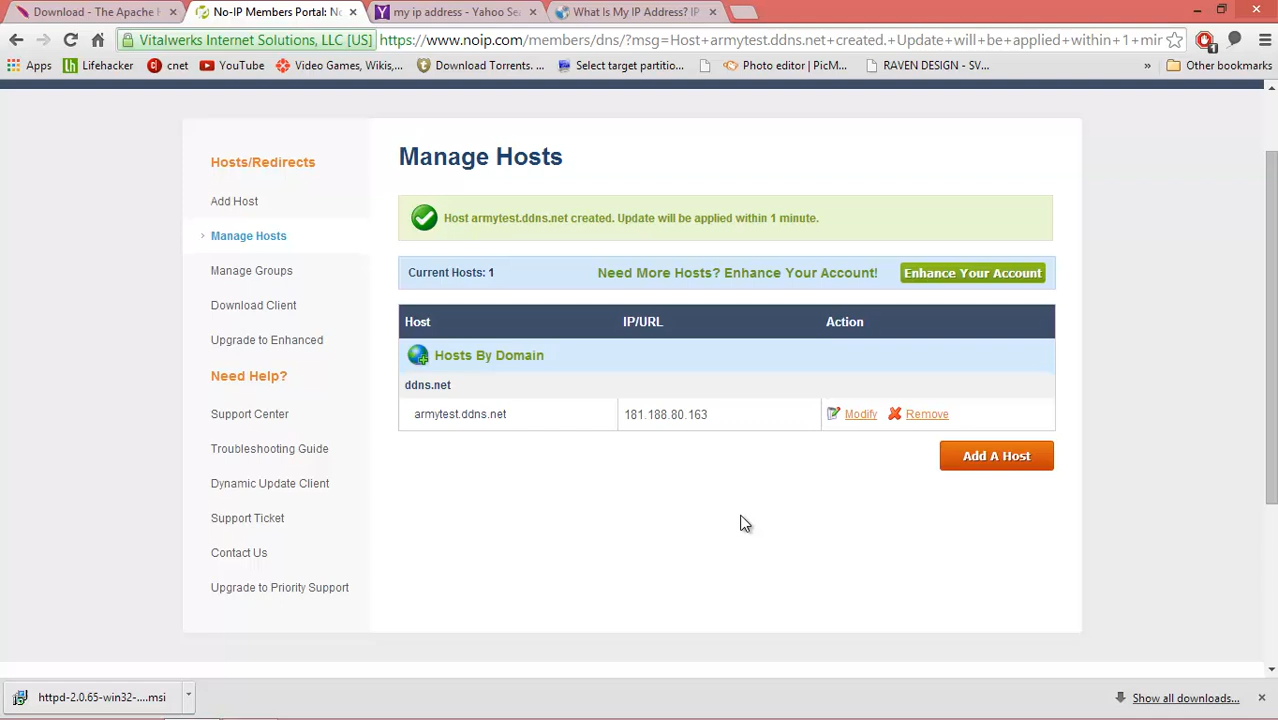 Download - The Apache H
No-IP Members Portal: No
my ip address - Yahoo Se
What Is My IP Address? IP
Vitalwerks Internet Solutions, LLC [US]
https://www.noip.com/members/dns/?msg=Host+armytest.ddns.net+created.+Update+will+be+applied+within+1+mir
Apps
Lifehacker
cnet
YouTube
Video Games, Wikis,...
Download Torrents. ...
Select target partitio...
Photo editor | PicM...
RAVEN DESIGN - SV...
»
Other bookmarks
Hosts/Redirects
Add Host
Manage Hosts
Manage Groups
Download Client
Upgrade to Enhanced
Need Help?
Support Center
Troubleshooting Guide
Dynamic Update Client
Support Ticket
Contact Us
Upgrade to Priority Support
Manage Hosts
Host armytest.ddns.net created. Update will be applied within 1 minute.
Current Hosts: 1
Need More Hosts? Enhance Your Account!
Enhance Your Account
Host IP/URL Action
Hosts By Domain
ddns.net
armytest.ddns.net 181.188.80.163 Modify Remove
Add A Host
httpd-2.0.65-win32-....msi
Show all downloads...